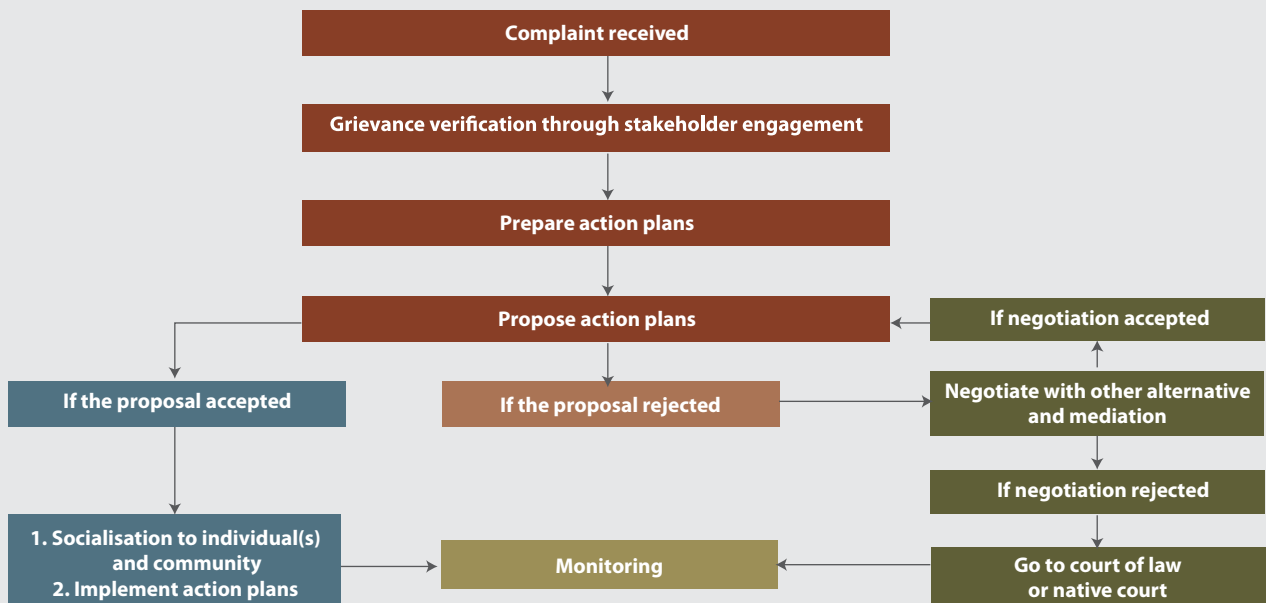 Complaint received
Grievance verification through stakeholder engagement
Prepare action plans
Propose action plans
If negotiation accepted
If the proposal accepted
If the proposal rejected
Negotiate with other alternative
and mediation
If negotiation rejected
1. Socialisation to individual(s)
and community
2. Implement action plans
Monitoring
Go to court of law
or native court